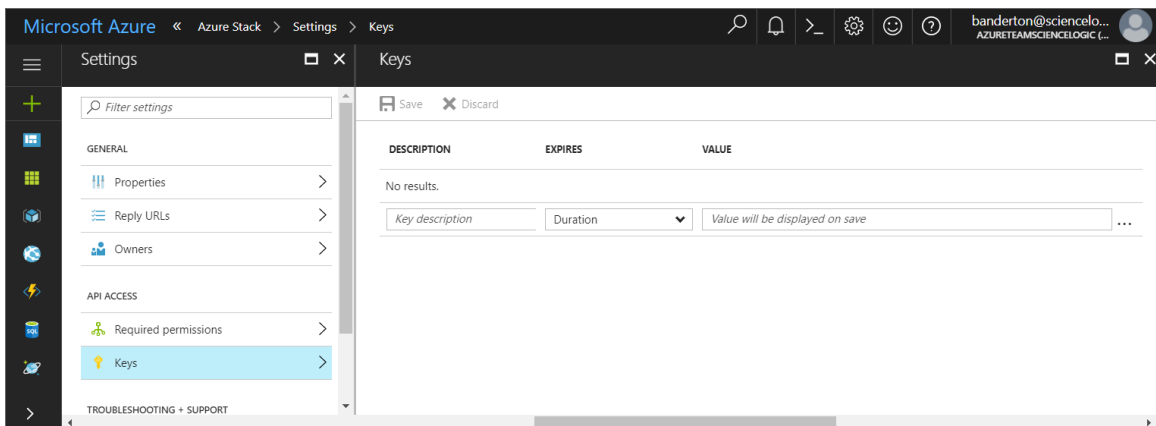 Microsoft Azure « Azure Stack > Settings > Keys
banderton@sciencelo...
AZURETEAMSCIENCELOGIC (...
Settings
Keys
Filter settings
Save Discard
GENERAL
DESCRIPTION EXPIRES VALUE
Properties
No results.
Reply URLs
Key description Duration Value will be displayed on save ...
Owners
API ACCESS
Required permissions
SQL
Keys
TROUBLESHOOTING + SUPPORT